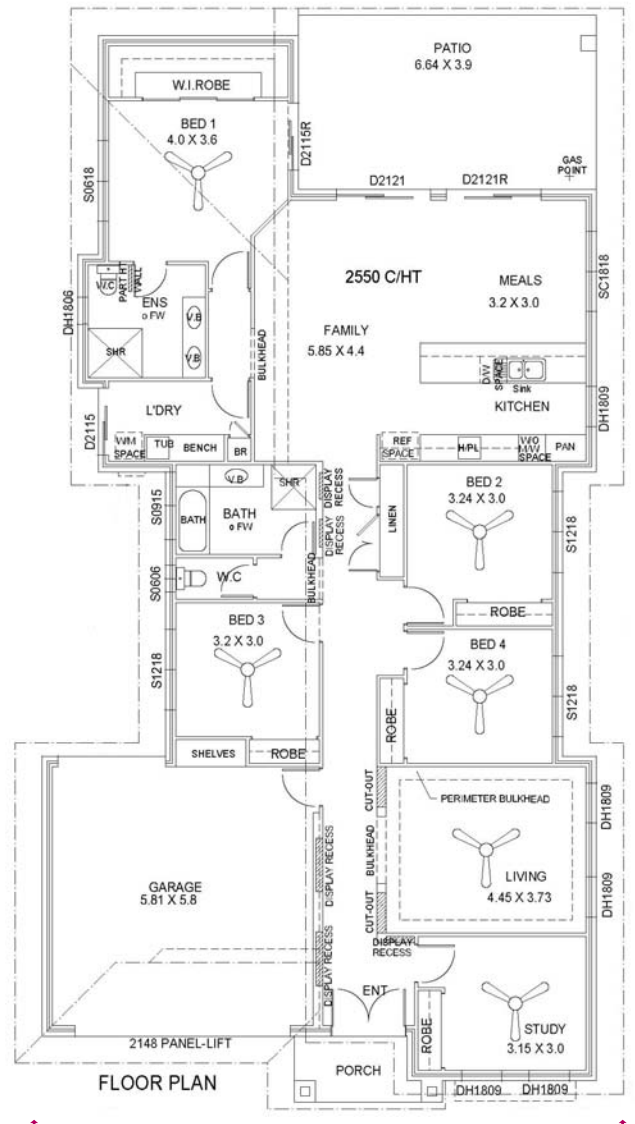 PATIO
6.64 X 3.9
W.I.ROBE
BED 1
4.0 X 3.6
D2115R
GAS
POINT
S0618
D2121
D2121R
2550 C/HT
MEALS
3.2 X 3.0
SC1818
W.C
PART HT
WALL
ENS
o FW
V.B
V.B
SHR
DH1806
FAMILY
5.85 X 4.4
BULKHEAD
D/W
SPACE
Sink
KITCHEN
DH1809
L'DRY
D2115
W/M
SPACE
TUB
BENCH
BR
REF
SPACE
H/PL
W/O
M/W
SPACE
PAN
V.B
SHR
DISPLAY
RECESS
DISPLAY
RECESS
S0915
BATH
BATH
o FW
LINEN
BED 2
3.24 X 3.0
S1218
BULKHEAD
S0606
W.C
ROBE
BED 3
3.2 X 3.0
BED 4
3.24 X 3.0
S1218
S1218
ROBE
SHELVES
ROBE
CUT-OUT
PERIMETER BULKHEAD
DH1809
BULKHEAD
LIVING
4.45 X 3.73
DH1809
GARAGE
5.81 X 5.8
DISPLAY RECESS
CUT-OUT
DISPLAY
RECESS
DISPLAY RECESS
ENT
ROBE
STUDY
3.15 X 3.0
2148 PANEL-LIFT
PORCH
DH1809
DH1809
FLOOR PLAN